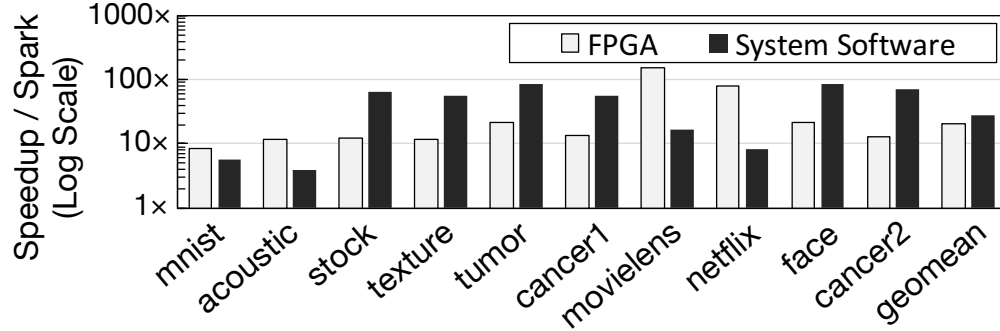 Speedup / Spark
(Log Scale)
1000×
100×
10×
1×
FPGA
System Software
mnist
acoustic
stock
texture
tumor
cancer1
movielens
netflix
face
cancer2
geomean